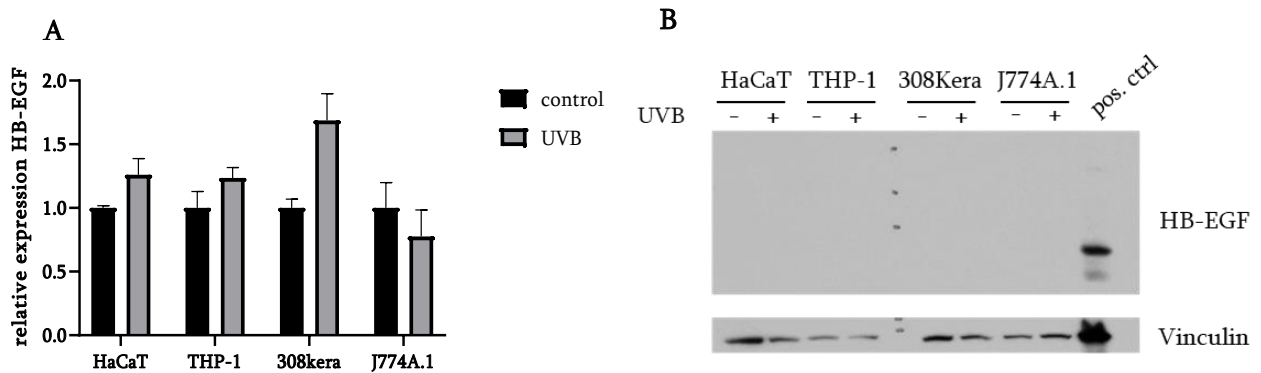 A
relative expression HB-EGF
2.0
1.5
1.0
0.5
0.0
HaCaT THP-1 308kera J774A.1
control
UVB
B
HaCaT THP-1 308Kera J774A.1 pos. ctrl
UVB - + - + - + - +
HB-EGF
Vinculin